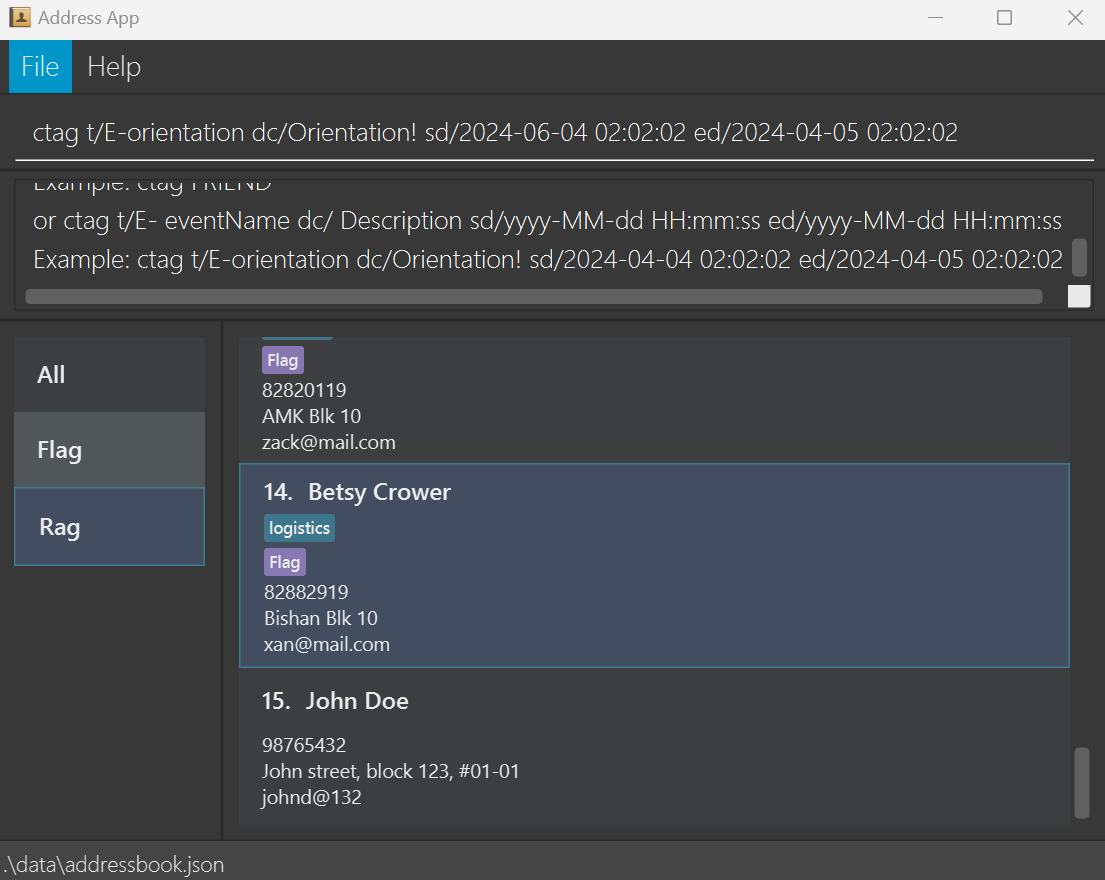 Address App
File Help
ctag t/E-orientation dc/Orientation! sd/2024-06-04 02:02:02 ed/2024-04-05 02:02:02
Example: ctag FRIEND
or ctag t/E- eventName dc/ Description sd/yyyy-MM-dd HH:mm:ss ed/yyyy-MM-dd HH:mm:ss
Example: ctag t/E-orientation dc/Orientation! sd/2024-04-04 02:02:02 ed/2024-04-05 02:02:02
All
Flag
Rag
Flag
82820119
AMK Blk 10
zack@mail.com
14. Betsy Crower
logistics
Flag
82882919
Bishan Blk 10
xan@mail.com
15. John Doe
98765432
John street, block 123, #01-01
johnd@132
.\data\addressbook.json